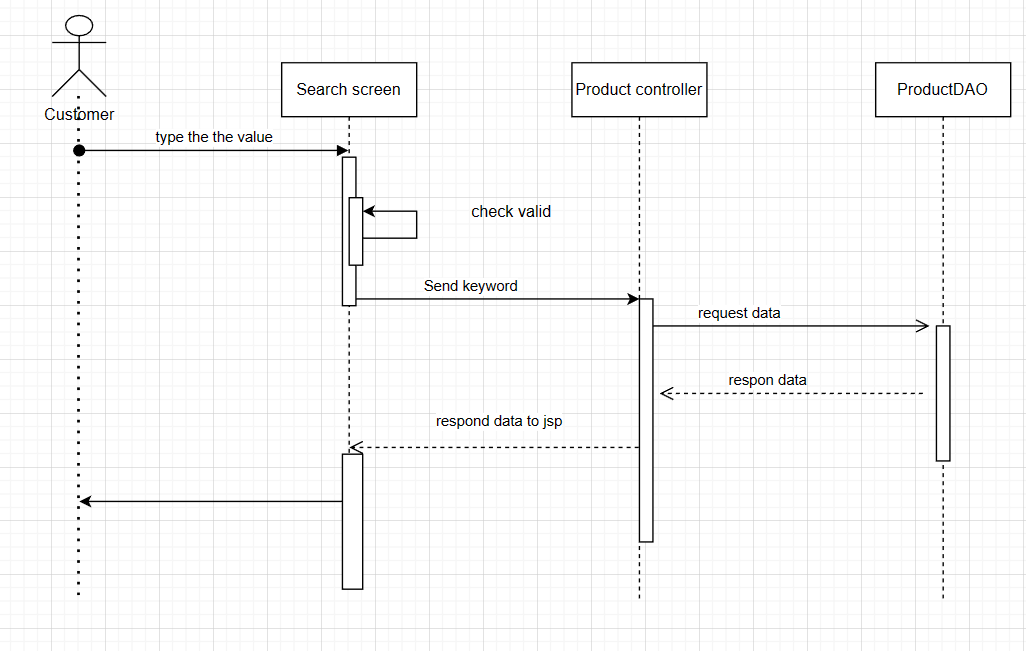 Customer
Search screen
Product controller
ProductDAO
type the the value
check valid
Send keyword
request data
respon data
respond data to jsp